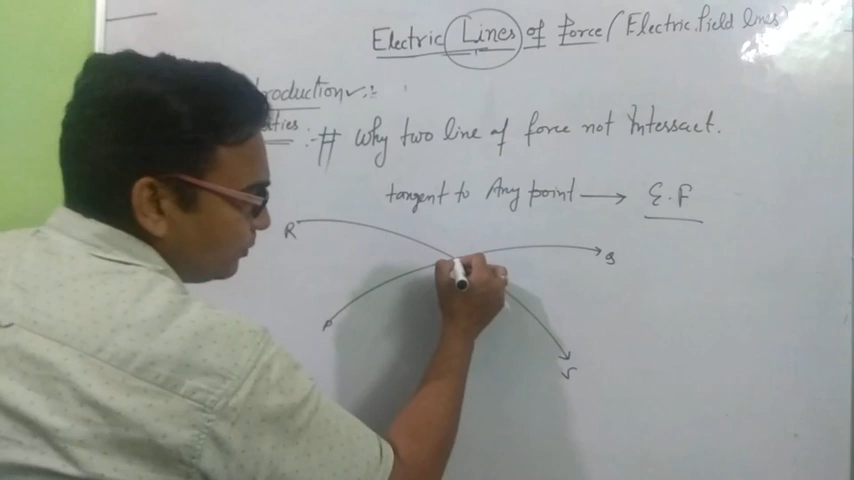 Electric Lines of Force (Electric Field lines)
roduction :-
ties :- # Why two line of force not Intersact.
tangent to Any point → E.F
R
P